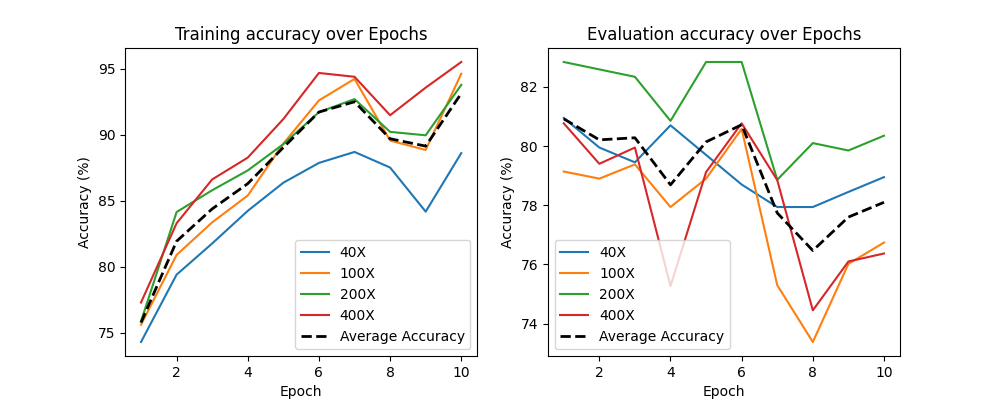 Training accuracy over Epochs
Accuracy (%)
95
90
85
80
75
40X
100X
200X
400X
Average Accuracy
2 4 6 8 10
Epoch
Evaluation accuracy over Epochs
Accuracy (%)
82
80
78
76
74
40X
100X
200X
400X
Average Accuracy
2 4 6 8 10
Epoch